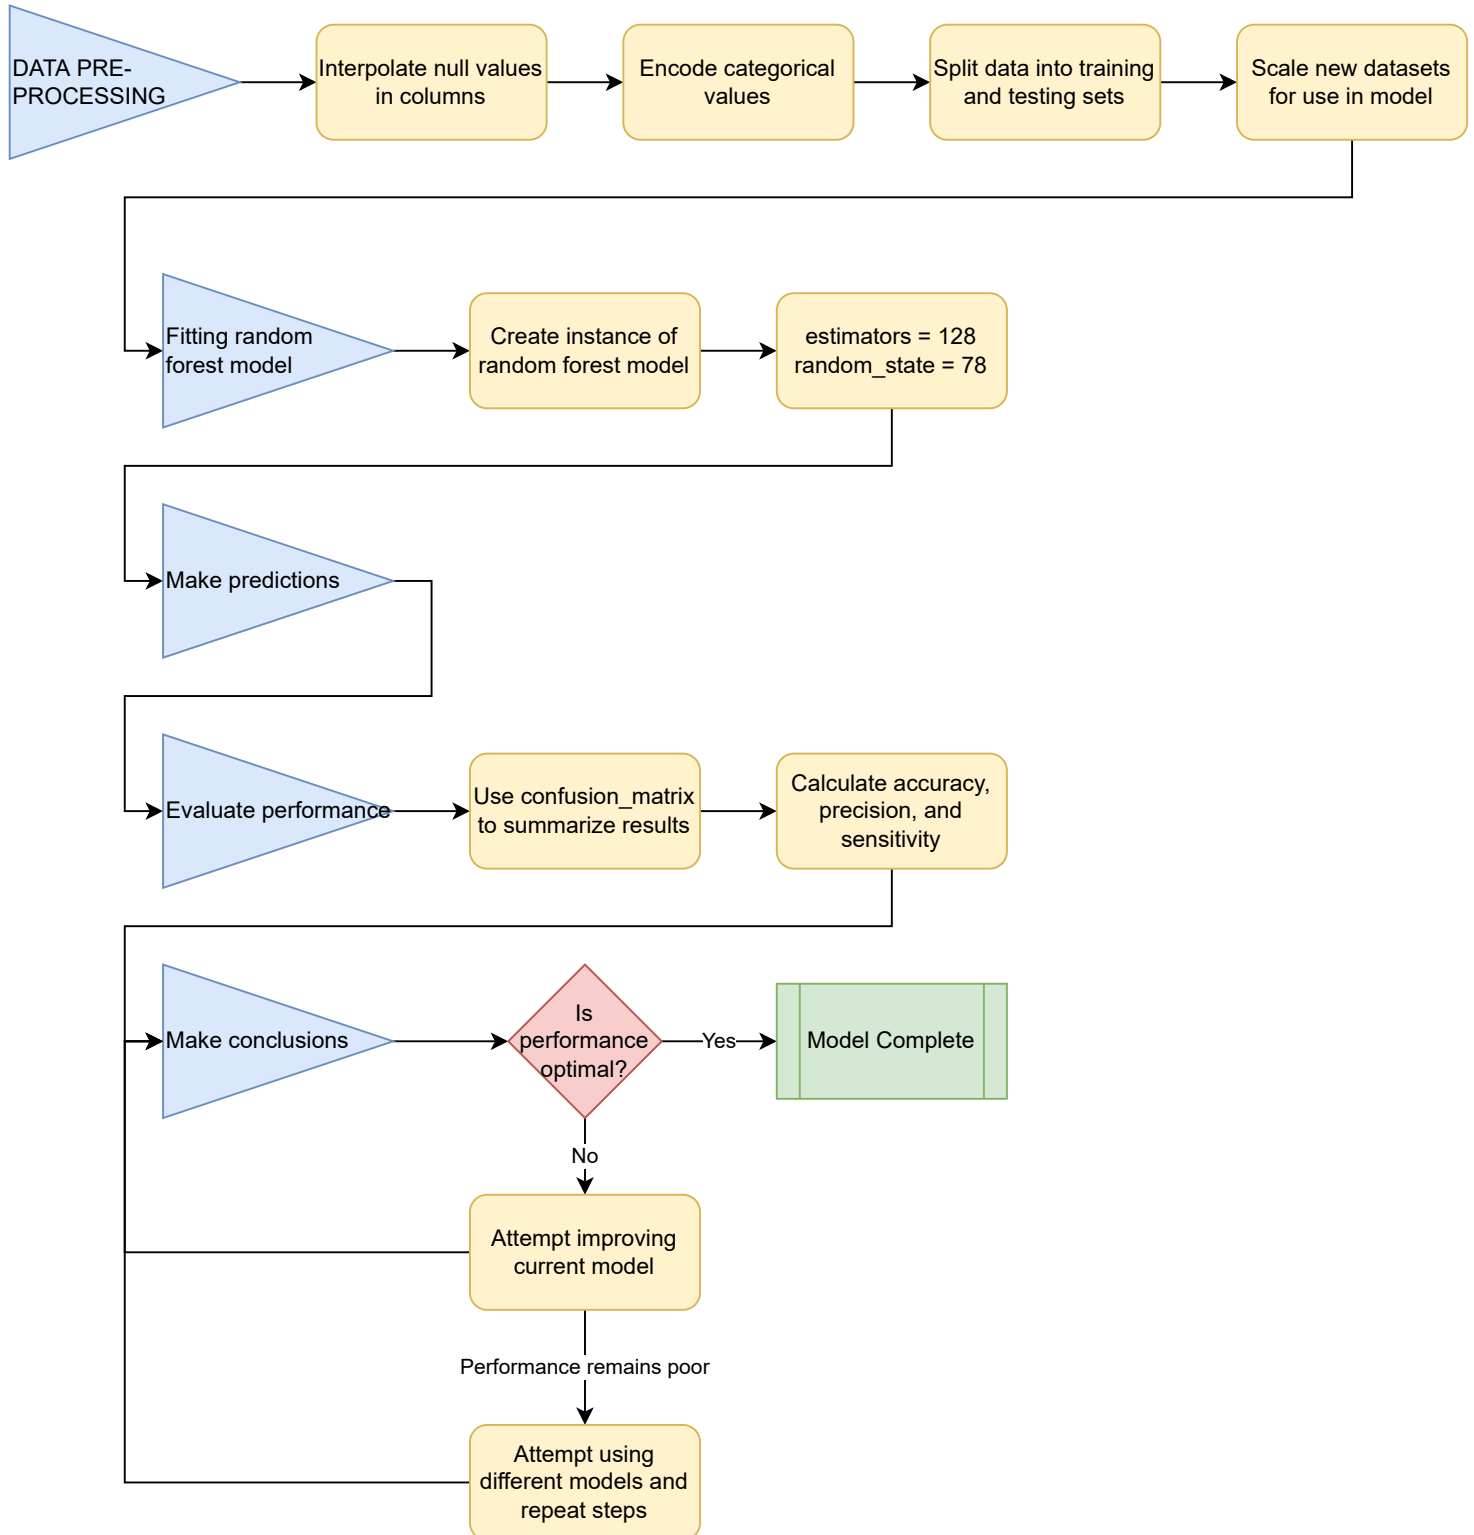 DATA PRE-
PROCESSING
Interpolate null values
in columns
Encode categorical
values
Split data into training
and testing sets
Scale new datasets
for use in model
Fitting random
forest model
Create instance of
random forest model
estimators = 128
random_state = 78
Make predictions
Evaluate performance
Use confusion_matrix
to summarize results
Calculate accuracy,
precision, and
sensitivity
Make conclusions
Is
performance
optimal?
Yes
Model Complete
No
Attempt improving
current model
Performance remains poor
Attempt using
different models and
repeat steps